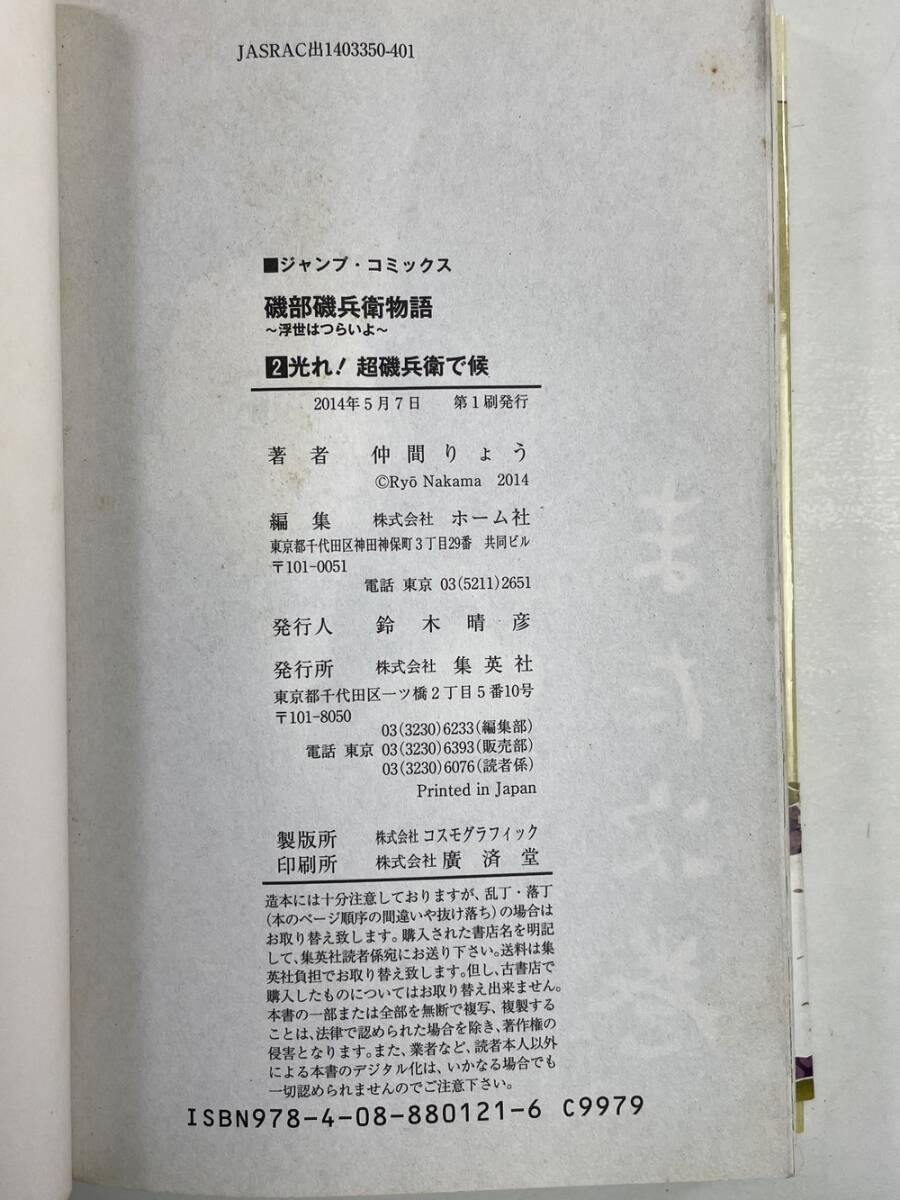 JASRAC出1403350-401
■ジャンプ・コミックス
磯部磯兵衛物語
～浮世はつらいよ～
2光れ！ 超磯兵衛で候
2014年5月7日 第1刷発行
著者 仲間りょう
©Ryō Nakama 2014
編集 株式会社 ホーム社
東京都千代田区神田神保町3丁目29番 共同ビル
〒101-0051
電話 東京 03(5211)2651
発行人 鈴木晴彦
発行所 株式会社 集英社
東京都千代田区一ツ橋2丁目5番10号
〒101-8050
03(3230)6233(編集部)
電話 東京 03(3230)6393(販売部)
03(3230)6076(読者係)
Printed in Japan
製版所 株式会社 コスモグラフィック
印刷所 株式会社 廣済堂
造本には十分注意しておりますが、乱丁・落丁
(本のページ順序の間違いや抜け落ち)の場合は
お取り替え致します。購入された書店名を明記
して、集英社読者係宛にお送り下さい。送料は集
英社負担でお取り替え致します。但し、古書店で
購入したものについてはお取り替え出来ません。
本書の一部または全部を無断で複写、複製する
ことは、法律で認められた場合を除き、著作権の
侵害となります。また、業者など、読者本人以外
による本書のデジタル化は、いかなる場合でも
一切認められませんのでご注意下さい。
ISBN978-4-08-880121-6 C9979